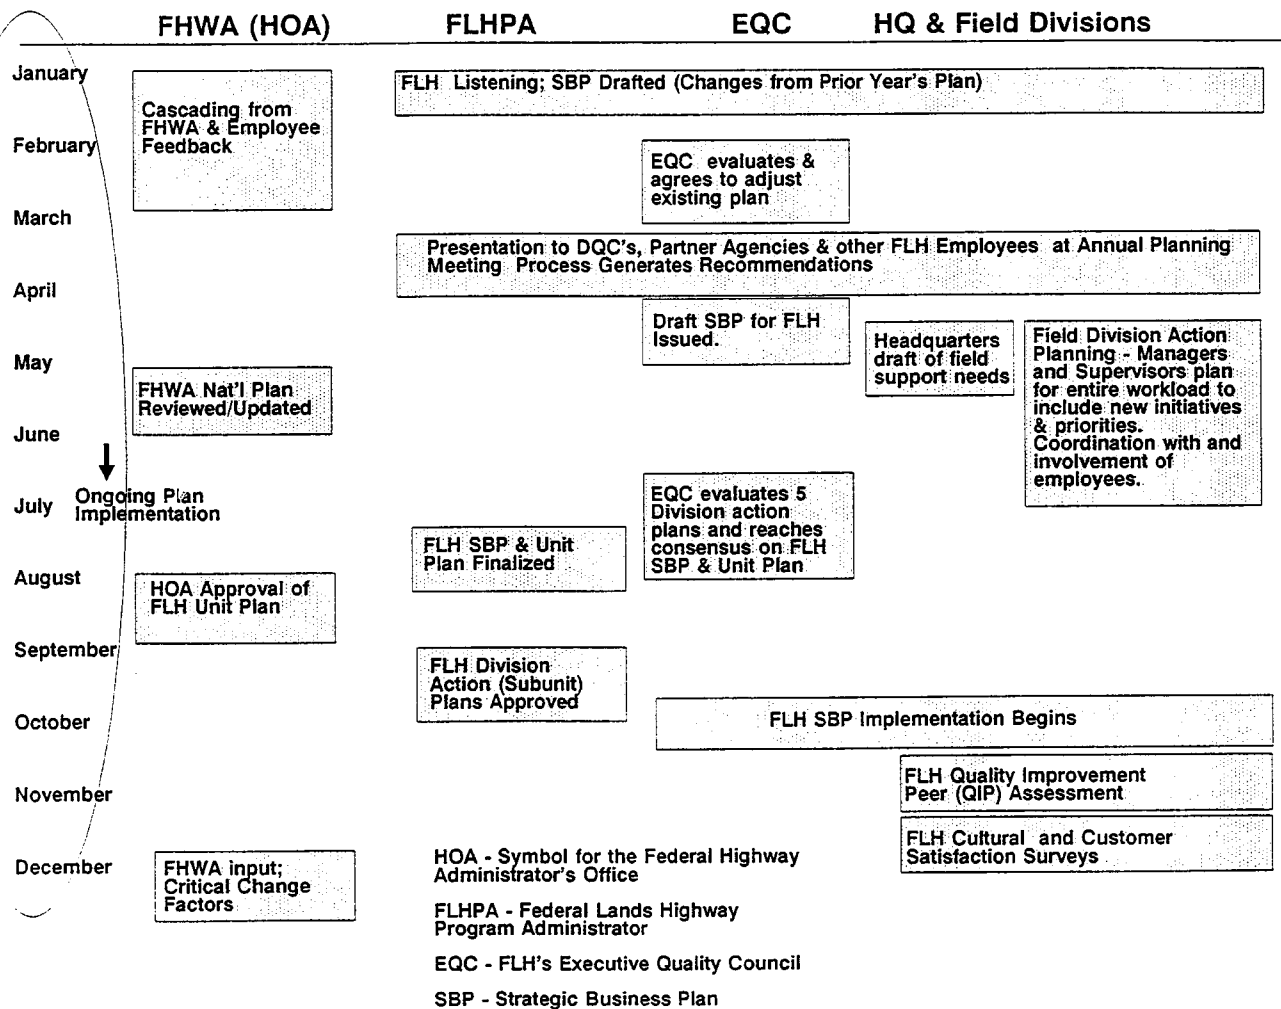 FHWA (HOA) FLHPA EQC HQ & Field Divisions
January
FLH Listening; SBP Drafted (Changes from Prior Year's Plan)
Cascading from
FHWA & Employee
Feedback
February
EQC evaluates &
agrees to adjust
existing plan
March
Presentation to DQC's, Partner Agencies & other FLH Employees at Annual Planning
Meeting Process Generates Recommendations
April
Draft SBP for FLH
Issued.
Headquarters
draft of field
support needs
Field Division Action
Planning - Managers
and Supervisors plan
for entire workload to
include new initiatives
& priorities.
Coordination with and
involvement of
employees.
May
FHWA Nat'l Plan
Reviewed/Updated
June
July
Ongoing Plan
Implementation
EQC evaluates 5
Division action
plans and reaches
consensus on FLH
SBP & Unit Plan
FLH SBP & Unit
Plan Finalized
August
HOA Approval of
FLH Unit Plan
September
FLH Division
Action (Subunit)
Plans Approved
October
FLH SBP Implementation Begins
November
FLH Quality Improvement
Peer (QIP) Assessment
FLH Cultural and Customer
Satisfaction Surveys
December
FHWA input;
Critical Change
Factors
HOA - Symbol for the Federal Highway
Administrator's Office
FLHPA - Federal Lands Highway
Program Administrator
EQC - FLH's Executive Quality Council
SBP - Strategic Business Plan